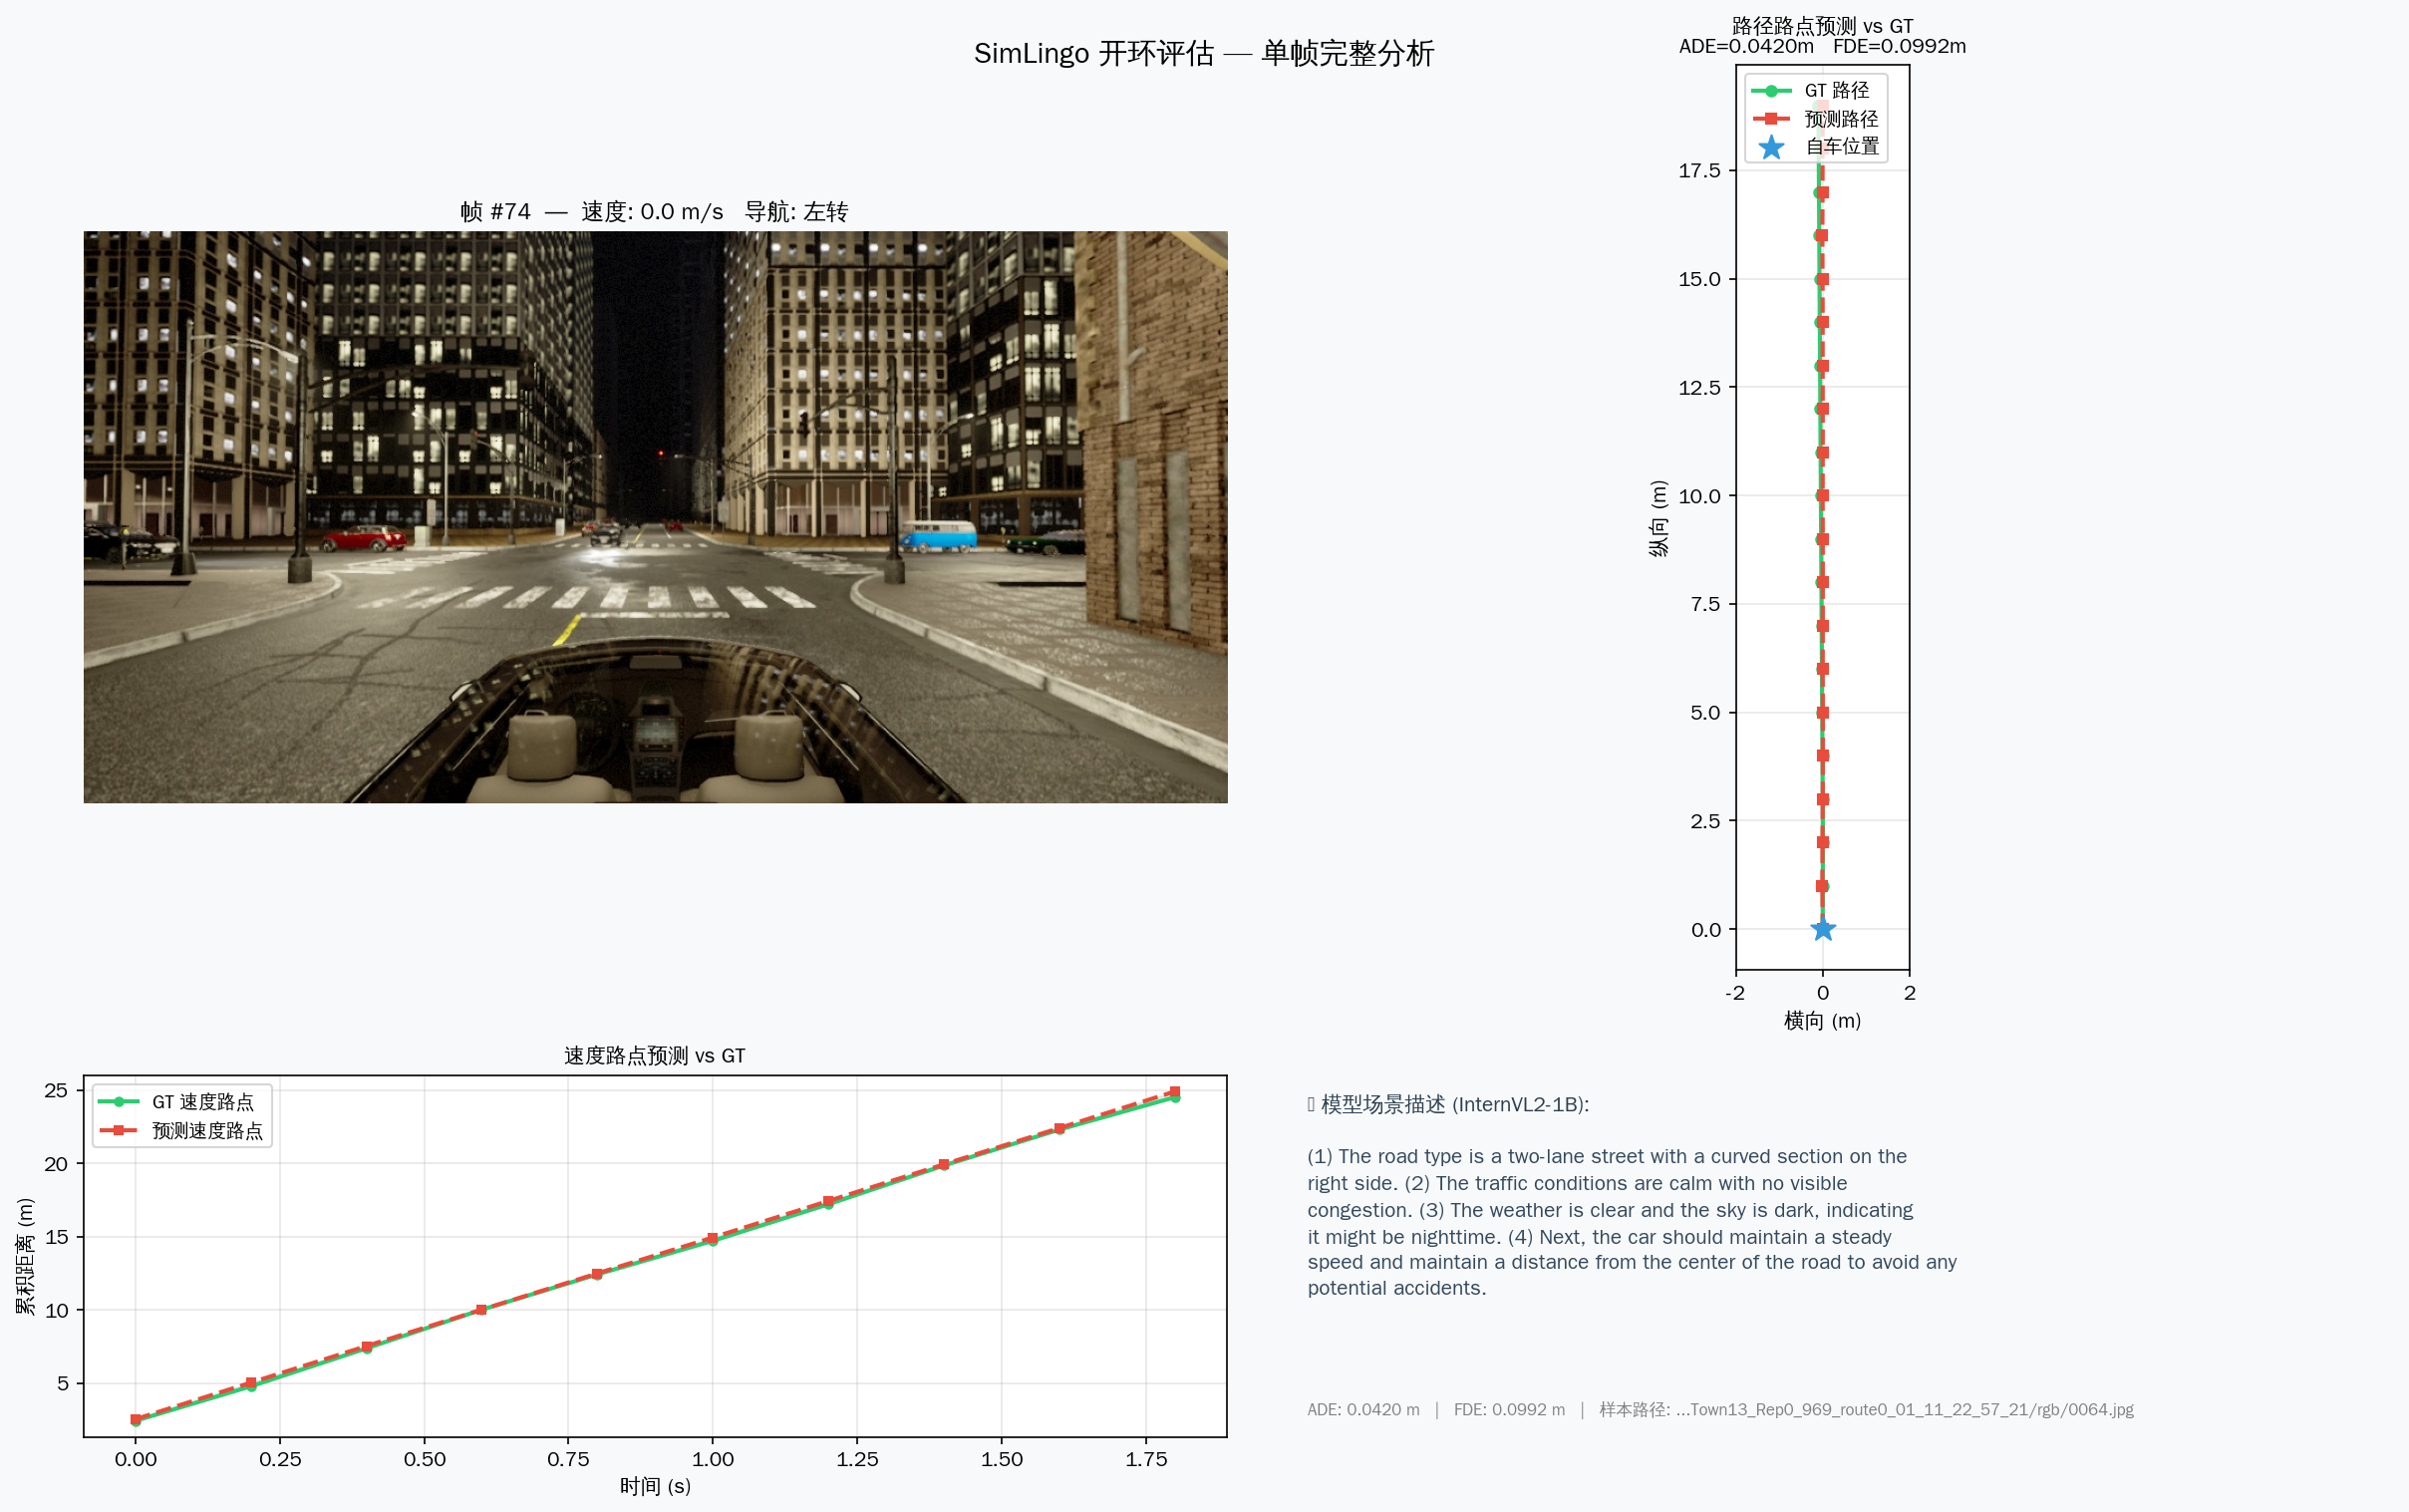 SimLingo 开环评估 — 单帧完整分析
帧 #74 — 速度: 0.0 m/s 导航: 左转
路径路点预测 vs GT
ADE=0.0420m FDE=0.0992m
GT 路径
预测路径
自车位置
17.5
15.0
12.5
10.0
7.5
5.0
2.5
0.0
纵向 (m)
-2 0 2
横向 (m)
速度路点预测 vs GT
GT 速度路点
预测速度路点
25
20
15
10
5
累积距离 (m)
0.00 0.25 0.50 0.75 1.00 1.25 1.50 1.75
时间 (s)
模型场景描述 (InternVL2-1B):
(1) The road type is a two-lane street with a curved section on the
right side. (2) The traffic conditions are calm with no visible
congestion. (3) The weather is clear and the sky is dark, indicating
it might be nighttime. (4) Next, the car should maintain a steady
speed and maintain a distance from the center of the road to avoid any
potential accidents.
ADE: 0.0420 m | FDE: 0.0992 m | 样本路径: ...Town13_Rep0_969_route0_01_11_22_57_21/rgb/0064.jpg